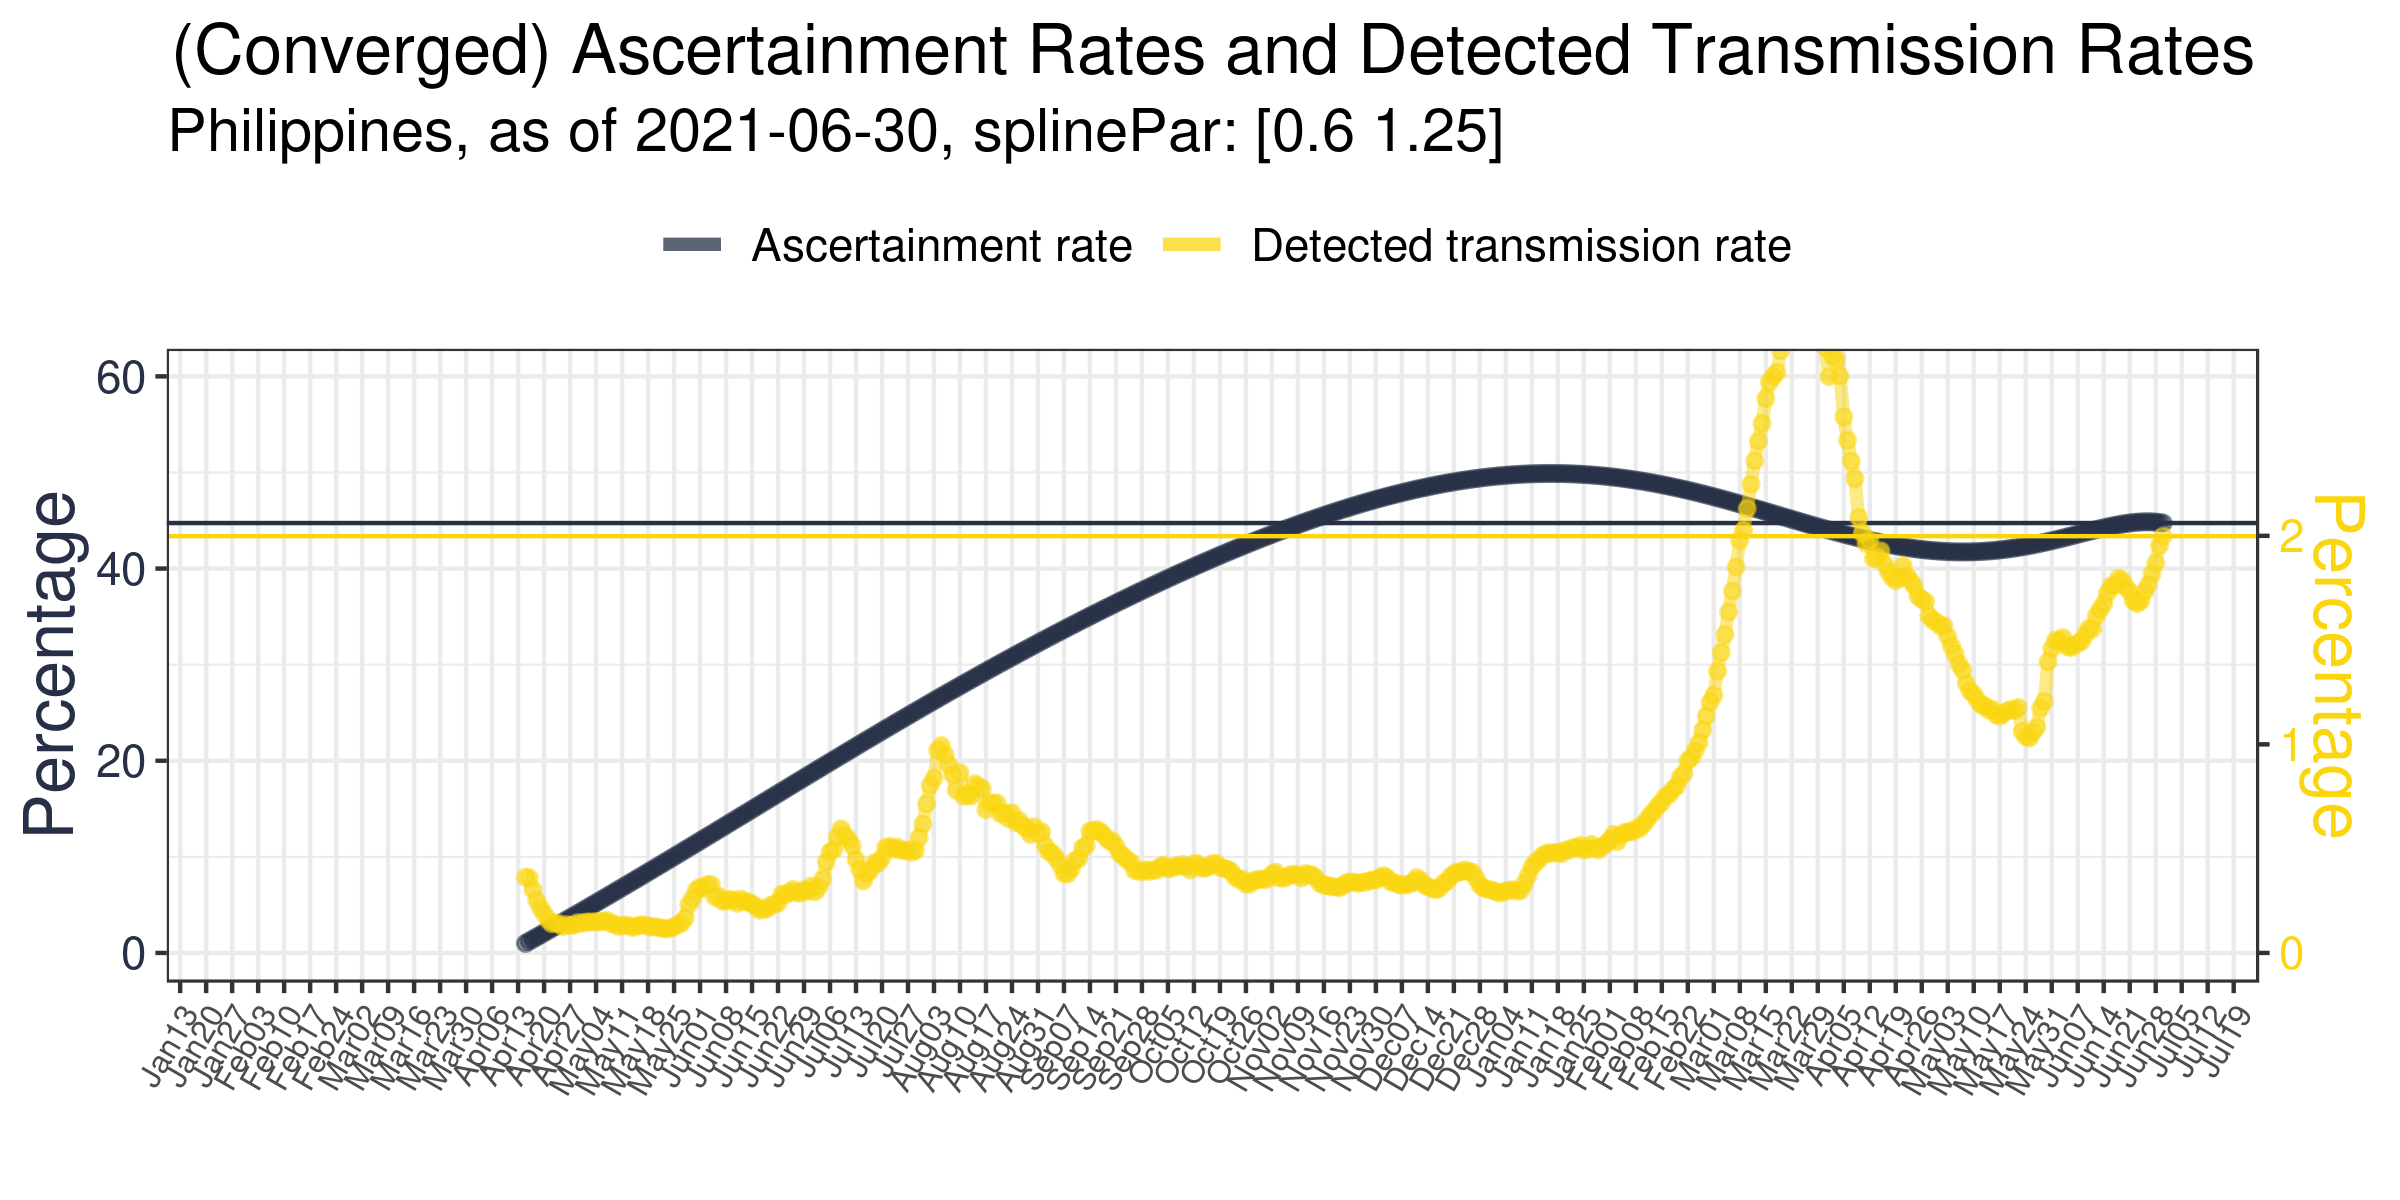 (Converged) Ascertainment Rates and Detected Transmission Rates
Philippines, as of 2021-06-30, splinePar: [0.6 1.25]
Ascertainment rate
Detected transmission rate
Percentage
60
40
20
0
2
1
0
Percentage
Jan13
Jan20
Jan27
Feb03
Feb10
Feb17
Feb24
Mar02
Mar09
Mar16
Mar23
Mar30
Apr06
Apr13
Apr20
Apr27
May04
May11
May18
May25
Jun01
Jun08
Jun15
Jun22
Jun29
Jul06
Jul13
Jul20
Jul27
Aug03
Aug10
Aug17
Aug24
Aug31
Sep07
Sep14
Sep21
Sep28
Oct05
Oct12
Oct19
Oct26
Nov02
Nov09
Nov16
Nov23
Nov30
Dec07
Dec14
Dec21
Dec28
Jan04
Jan11
Jan18
Jan25
Feb01
Feb08
Feb15
Feb22
Mar01
Mar08
Mar15
Mar22
Mar29
Apr05
Apr12
Apr19
Apr26
May03
May10
May17
May24
May31
Jun07
Jun14
Jun21
Jun28
Jul05
Jul12
Jul19